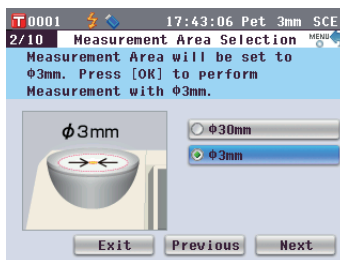 T0001 17:43:06 Pet 3mm SCE
2/10 Measurement Area Selection MENU
Measurement Area will be set to
Φ3mm. Press [OK] to perform
Measurement with Φ3mm.
ϕ3mm
Φ30mm
Φ3mm
Exit Previous Next